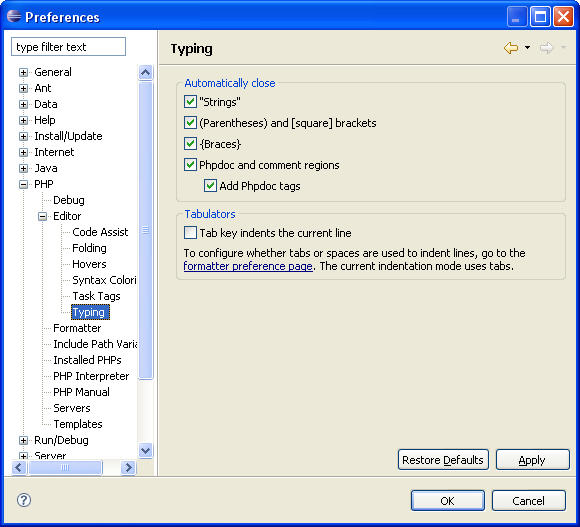 Preferences
type filter text
General
Ant
Data
Help
Install/Update
Internet
Java
PHP
Debug
Editor
Code Assist
Folding
Hovers
Syntax Colori
Task Tags
Typing
Formatter
Include Path Varia
Installed PHPs
PHP Interpreter
PHP Manual
Servers
Templates
Run/Debug
Server
Typing
Automatically close
"Strings"
(Parentheses) and [square] brackets
{Braces}
Phpdoc and comment regions
Add Phpdoc tags
Tabulators
Tab key indents the current line
To configure whether tabs or spaces are used to indent lines, go to the
formatter preference page. The current indentation mode uses tabs.
Restore Defaults
Apply
OK
Cancel